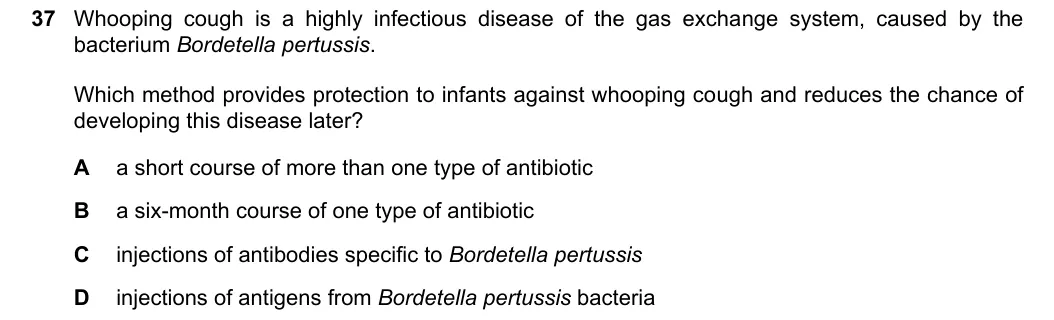 37 Whooping cough is a highly infectious disease of the gas exchange system, caused by the
bacterium Bordetella pertussis.
Which method provides protection to infants against whooping cough and reduces the chance of
developing this disease later?
A a short course of more than one type of antibiotic
B a six-month course of one type of antibiotic
C injections of antibodies specific to Bordetella pertussis
D injections of antigens from Bordetella pertussis bacteria